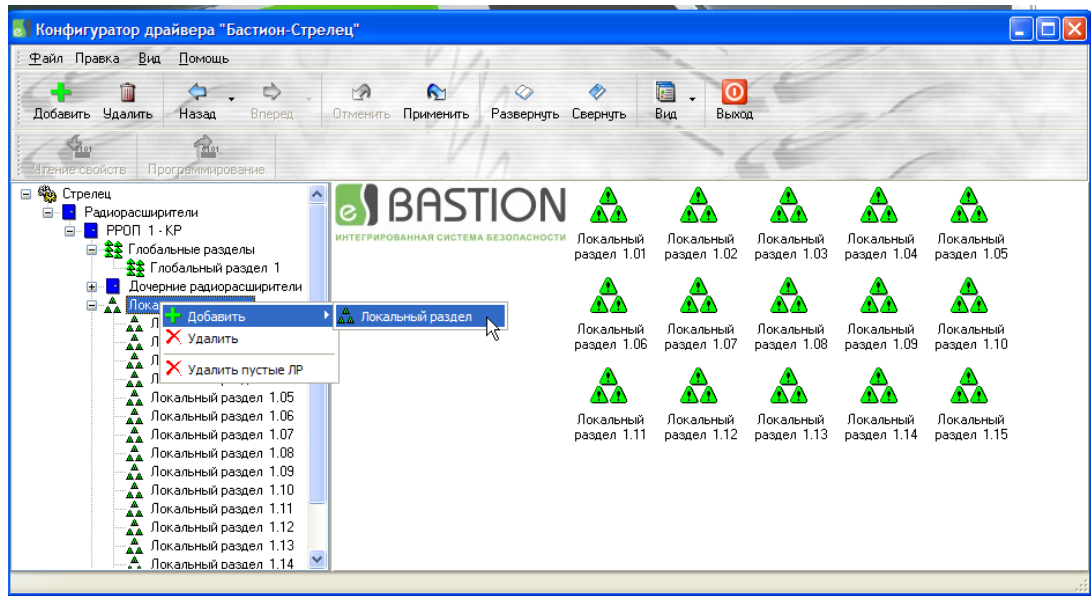 Конфигуратор драйвера "Бастион-Стрелец"
Файл Правка Вид Помощь
Добавить Удалить Назад Вперед Отменить Применить Развернуть Свернуть Вид Выход
Чтение свойств Программирование
Стрелец
Радиорасширители
РРОП 1 - КР
Глобальные разделы
Глобальный раздел 1
Дочерние радиорасширители
Лока
Добавить
Локальный раздел
Удалить
Удалить пустые ЛР
Локальный раздел 1.05
Локальный раздел 1.06
Локальный раздел 1.07
Локальный раздел 1.08
Локальный раздел 1.09
Локальный раздел 1.10
Локальный раздел 1.11
Локальный раздел 1.12
Локальный раздел 1.13
Локальный раздел 1.14
es BASTION
ИНТЕГРИРОВАННАЯ СИСТЕМА БЕЗОПАСНОСТИ
Локальный Локальный Локальный Локальный Локальный
раздел 1.01 раздел 1.02 раздел 1.03 раздел 1.04 раздел 1.05
Локальный Локальный Локальный Локальный Локальный
раздел 1.06 раздел 1.07 раздел 1.08 раздел 1.09 раздел 1.10
Локальный Локальный Локальный Локальный Локальный
раздел 1.11 раздел 1.12 раздел 1.13 раздел 1.14 раздел 1.15